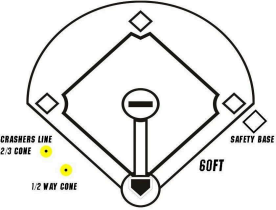 CRASHERS LINE
2/3 CONE
SAFETY BASE
60FT
1/2 WAY CONE